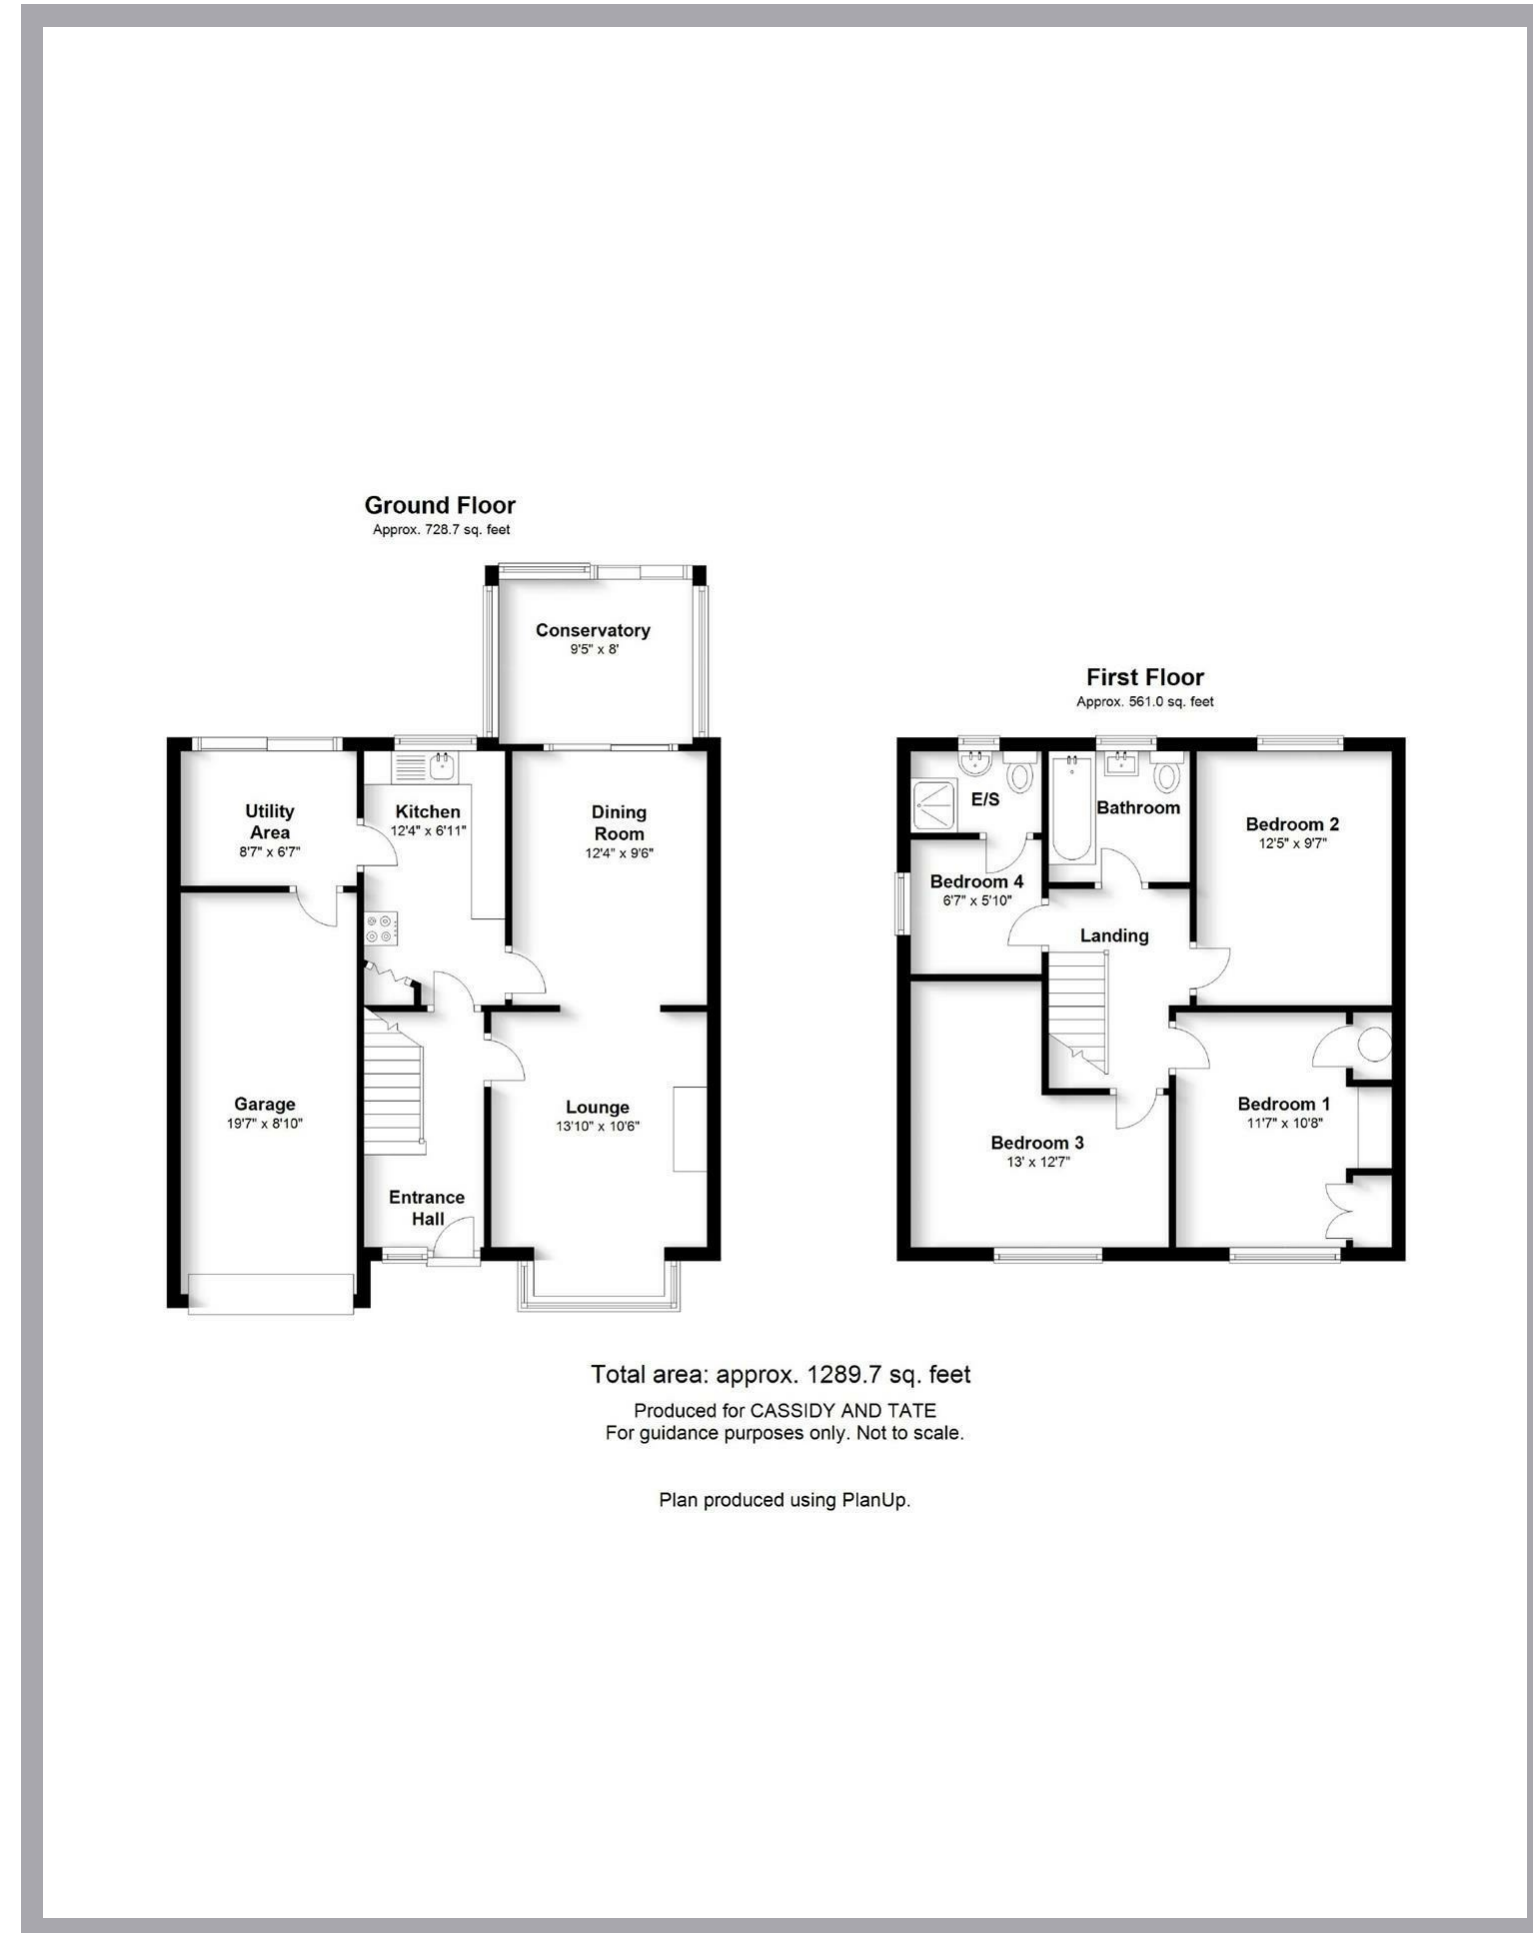 Ground Floor
Approx. 728.7 sq. feet
Conservatory
9'5" x 8'
Utility
Area
8'7" x 6'7"
Kitchen
12'4" x 6'11"
Dining
Room
12'4" x 9'6"
Garage
19'7" x 8'10"
Lounge
13'10" x 10'6"
Entrance
Hall
First Floor
Approx. 561.0 sq. feet
E/S
Bathroom
Bedroom 2
12'5" x 9'7"
Bedroom 4
6'7" x 5'10"
Landing
Bedroom 1
11'7" x 10'8"
Bedroom 3
13' x 12'7"
Total area: approx. 1289.7 sq. feet
Produced for CASSIDY AND TATE
For guidance purposes only. Not to scale.
Plan produced using PlanUp.